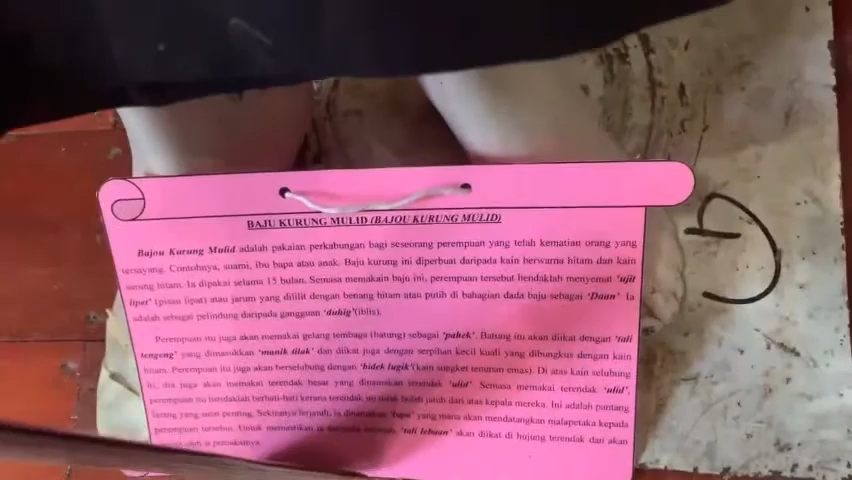 BAJU KURUNG MULID (BAJOU KURUNG MULID)
Bajou Kurung Mulid adalah pakaian perkabungan bagi seseorang perempuan yang telah kematian orang yang
tersayang. Contohnya, suami, ibu bapa atau anak. Baju kurung ini diperbuat daripada kain berwarna hitam dan kain
sarung hitam. Ia dipakai selama 15 bulan. Semasa memakai baju ini, perempuan tersebut hendaklah menyemat 'ujit
lipet' (pisau lipat) atau jarum yang dililit dengan benang hitam atau putih di bahagian dada baju sebagai 'Daan' Ia
adalah sebagai pelindung daripada gangguan 'duhig'(iblis).
Perempuan itu juga akan memakai gelang tembaga (batung) sebagai 'pahek'. Batung itu akan diikat dengan 'tali
tengeng' yang dimasukkan 'manik tilak' dan diikat juga dengan serpihan kecil kuali yang dibungkus dengan kain
hitam. Perempuan itu juga akan berselubung dengan 'bidek lugik'(kain songket tenunan emas). Di atas kain selubung
itu, dia juga akan memakai terendak besar yang dinamakan terendak 'ulid'. Semasa memakai terendak 'ulid',
perempuan itu hendaklah berhati-hati kerana terendak ini tidak boleh jatuh dari atas kepala mereka. Ini adalah pantang
larang yang amat penting. Sekiranya terjatuh, ia dinamakan yang mana akan mendatangkan malapetaka kepada
perempuan tersebut. Untuk memastikan ia 'tali lebuan' akan diikat di hujung terendak dan akan